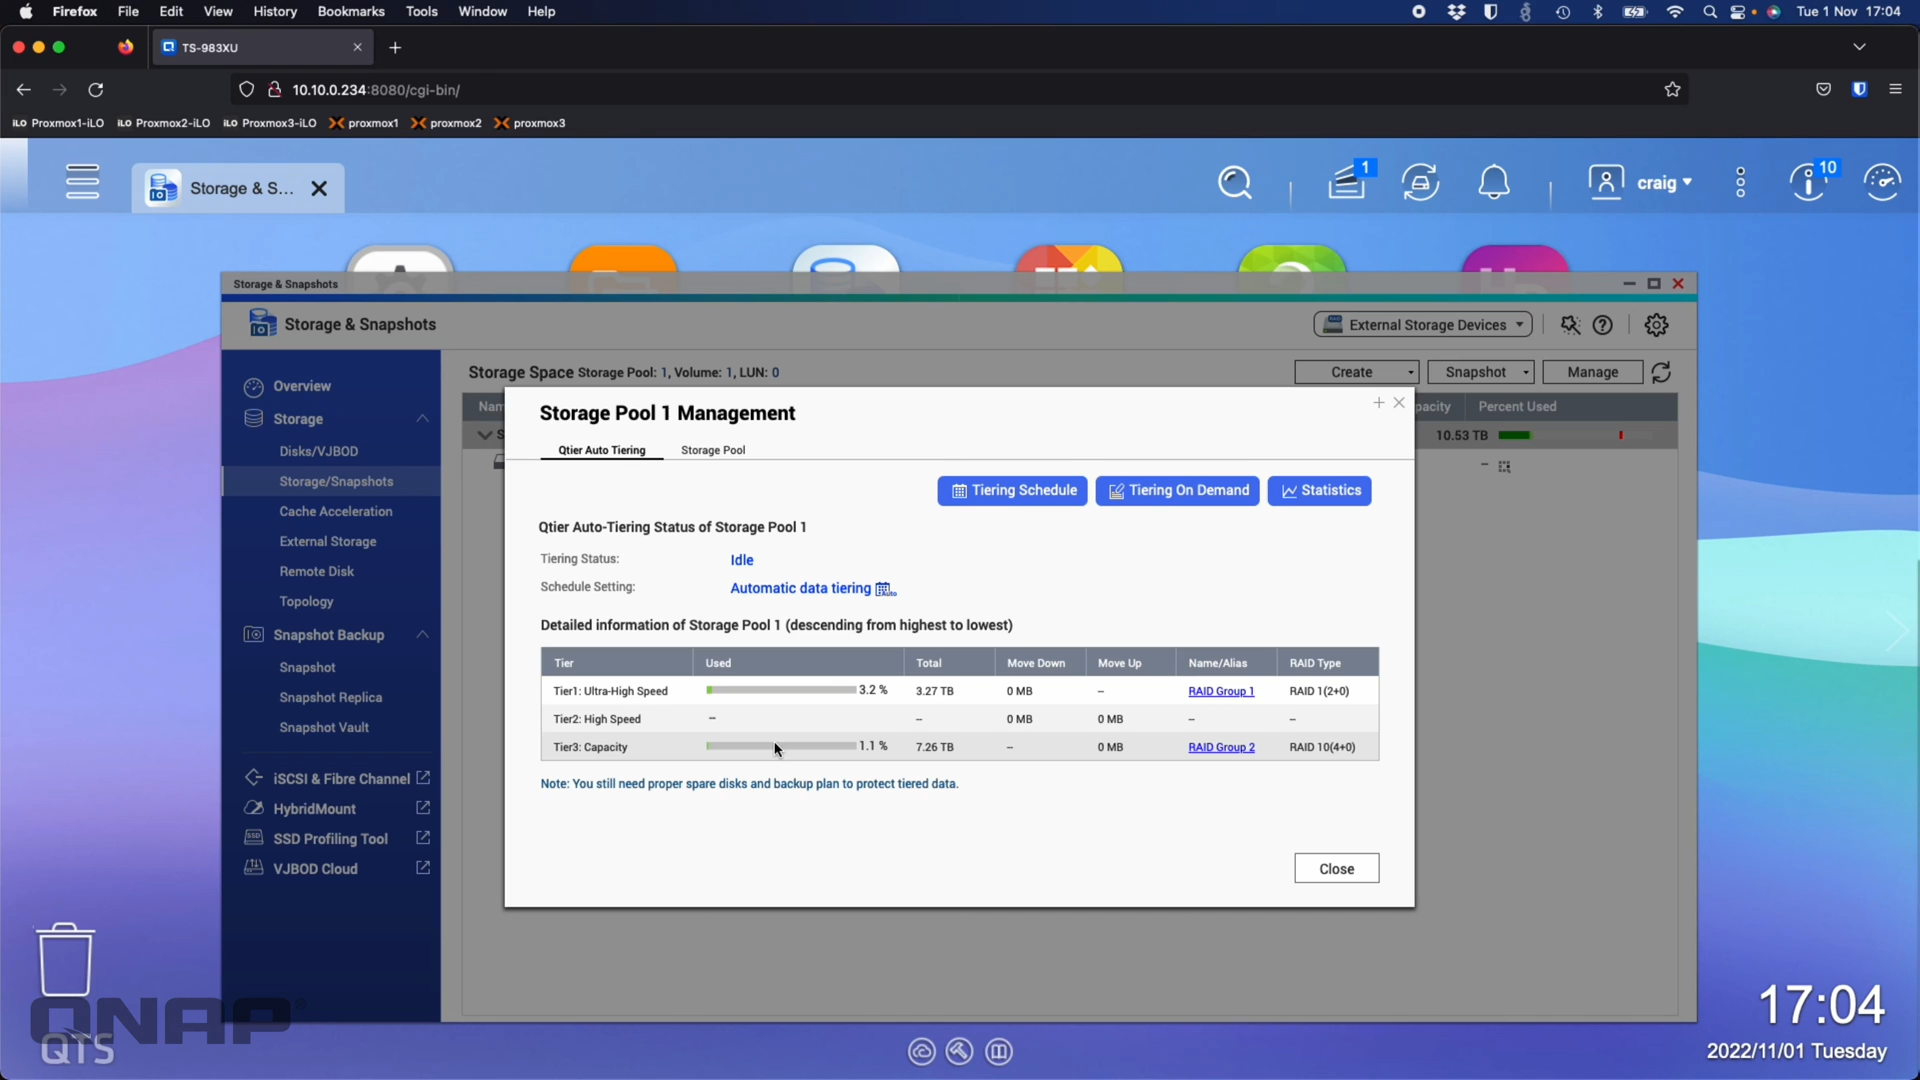 Firefox File Edit View History Bookmarks Tools Window Help Tue 1 Nov 17:04
TS-983XU
10.10.0.234:8080/cgi-bin/
iLO Proxmox1-iLO iLO Proxmox2-iLO iLO Proxmox3-iLO proxmox1 proxmox2 proxmox3
Storage & S... 1 craig 10
Storage & Snapshots
Storage & Snapshots External Storage Devices
Storage Space Storage Pool: 1, Volume: 1, LUN: 0 Create Snapshot Manage
Percent Used
10.53 TB
Overview
Storage
Disks/VJBOD
Storage/Snapshots
Cache Acceleration
External Storage
Remote Disk
Topology
Snapshot Backup
Snapshot
Snapshot Replica
Snapshot Vault
iSCSI & Fibre Channel
HybridMount
SSD Profiling Tool
VJBOD Cloud
Storage Pool 1 Management
Qtier Auto Tiering Storage Pool
Tiering Schedule Tiering On Demand Statistics
Qtier Auto-Tiering Status of Storage Pool 1
Tiering Status: Idle
Schedule Setting: Automatic data tiering
Detailed information of Storage Pool 1 (descending from highest to lowest)
Tier Used Total Move Down Move Up Name/Alias RAID Type
Tier1: Ultra-High Speed 3.2 % 3.27 TB 0 MB -- RAID Group 1 RAID 1(2+0)
Tier2: High Speed -- -- 0 MB 0 MB -- --
Tier3: Capacity 1.1 % 7.26 TB -- 0 MB RAID Group 2 RAID 10(4+0)
Note: You still need proper spare disks and backup plan to protect tiered data.
Close
QNAP
QTS
17:04
2022/11/01 Tuesday